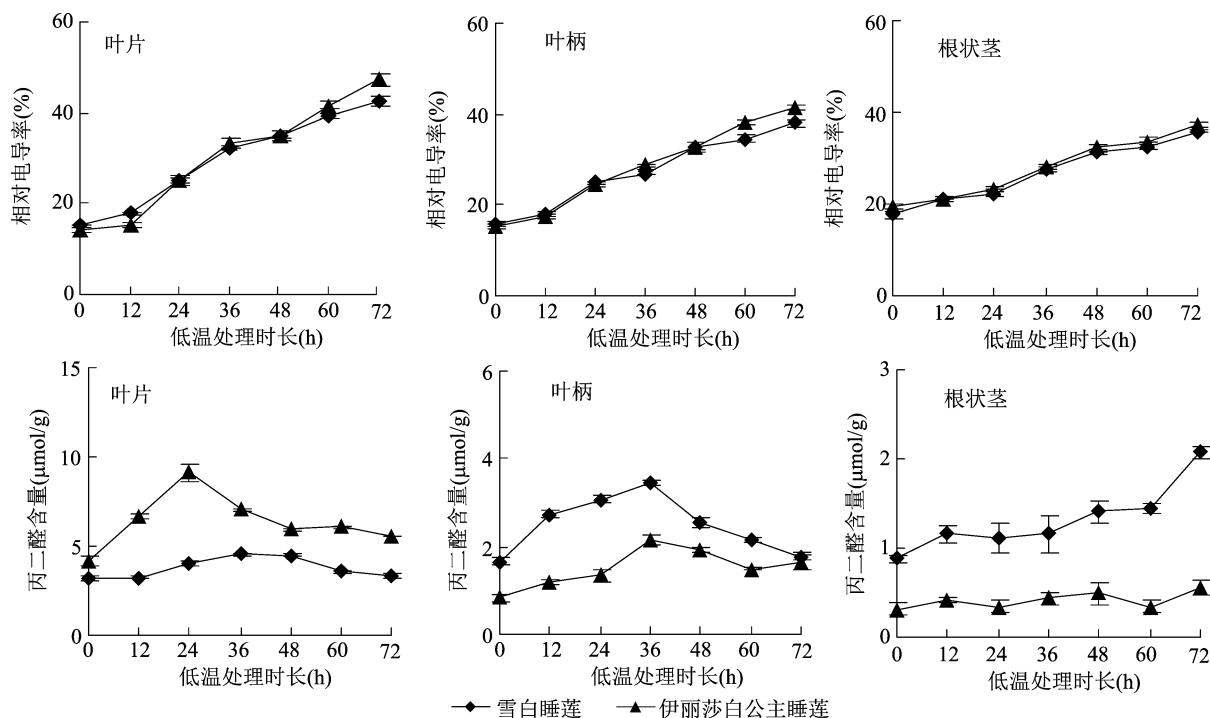 叶片
相对电导率(%)
60
40
20
0
0 12 24 36 48 60 72
低温处理时长(h)
叶柄
相对电导率(%)
60
40
20
0
0 12 24 36 48 60 72
低温处理时长(h)
根状茎
相对电导率(%)
60
40
20
0
0 12 24 36 48 60 72
低温处理时长(h)
叶片
丙二醛含量(μmol/g)
15
10
5
0
0 12 24 36 48 60 72
低温处理时长(h)
叶柄
丙二醛含量(μmol/g)
6
4
2
0
0 12 24 36 48 60 72
低温处理时长(h)
根状茎
丙二醛含量(μmol/g)
3
2
1
0
0 12 24 36 48 60 72
低温处理时长(h)
雪白睡莲 伊丽莎白公主睡莲